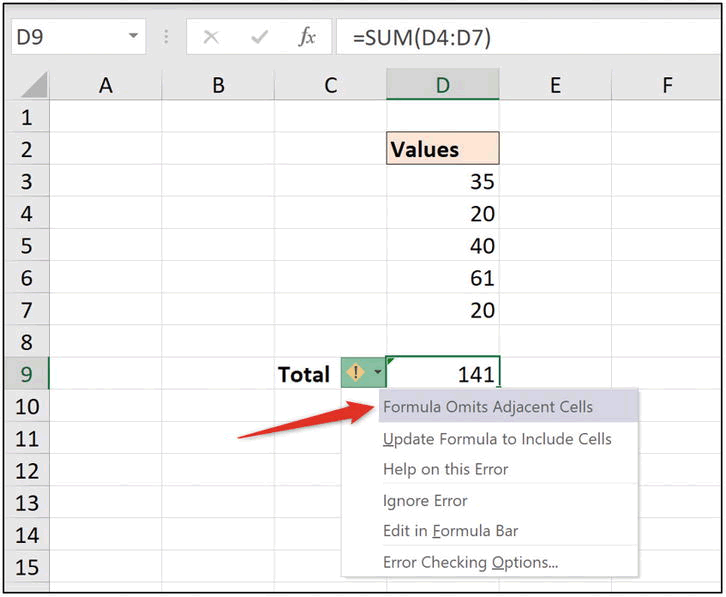 D9 fx =SUM(D4:D7)
A B C D E F
1
2 Values
3 35
4 20
5 40
6 61
7 20
8
9 Total ! 141
10 Formula Omits Adjacent Cells
11 Update Formula to Include Cells
12 Help on this Error
13 Ignore Error
14 Edit in Formula Bar
15 Error Checking Options...